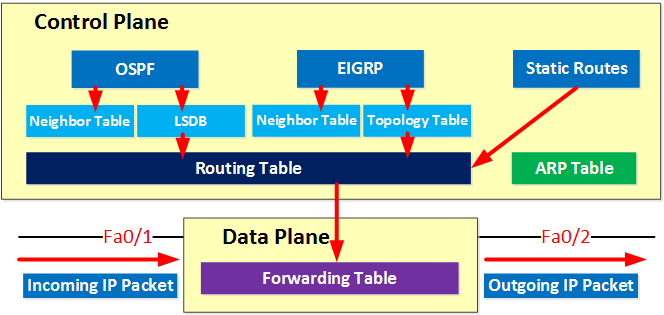 Control Plane
OSPF
EIGRP
Static Routes
Neighbor Table
LSDB
Neighbor Table
Topology Table
Routing Table
ARP Table
Fa0/1
Data Plane
Fa0/2
Incoming IP Packet
Forwarding Table
Outgoing IP Packet